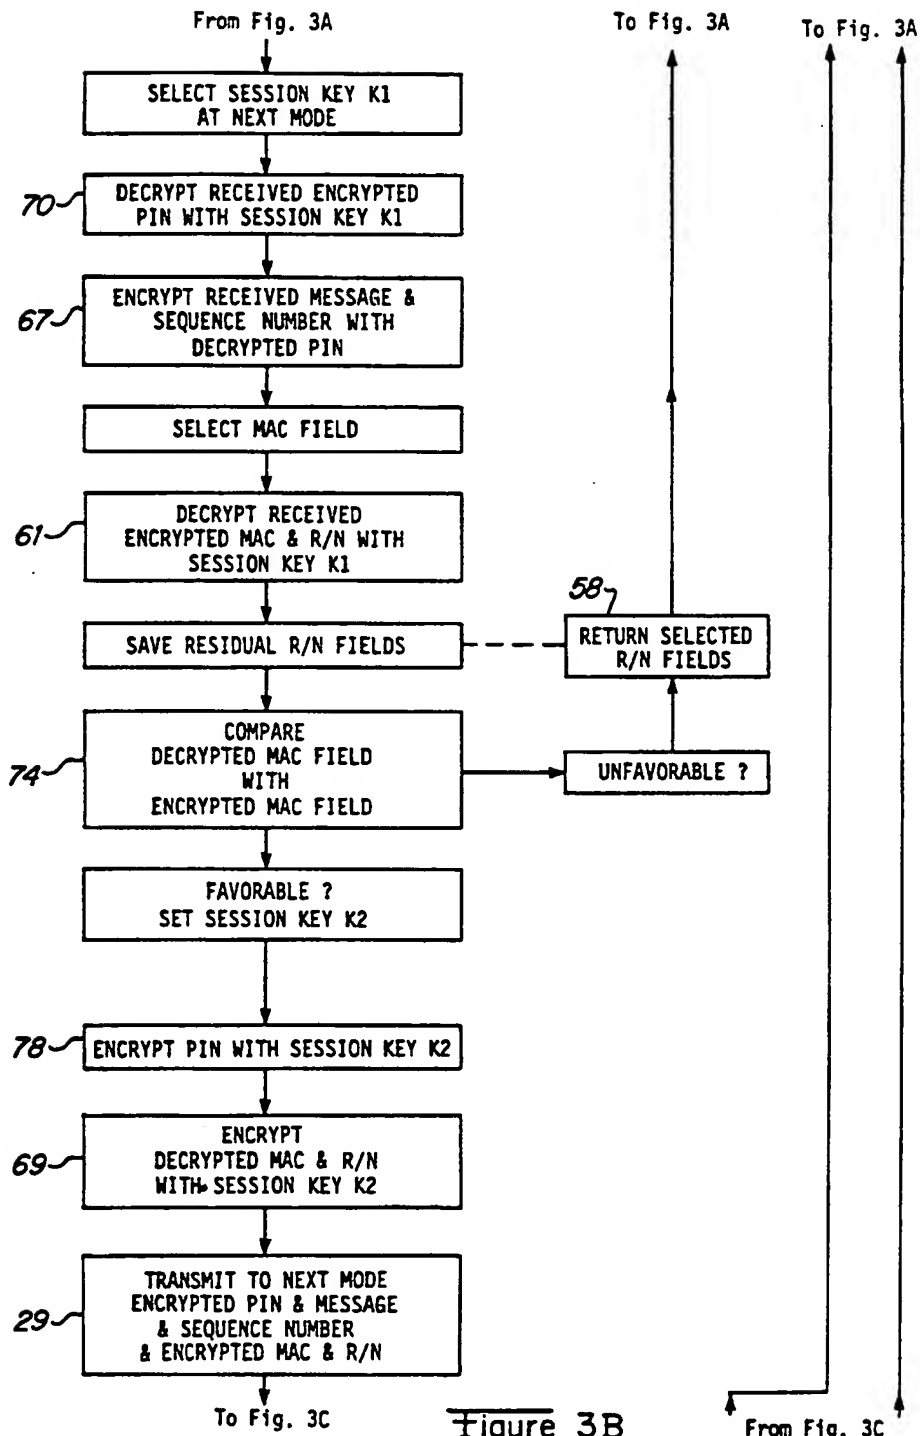 From Fig. 3A
To Fig. 3A
To Fig. 3A
SELECT SESSION KEY K1
AT NEXT MODE
70
DECRYPT RECEIVED ENCRYPTED
PIN WITH SESSION KEY K1
67
ENCRYPT RECEIVED MESSAGE &
SEQUENCE NUMBER WITH
DECRYPTED PIN
SELECT MAC FIELD
61
DECRYPT RECEIVED
ENCRYPTED MAC & R/N WITH
SESSION KEY K1
SAVE RESIDUAL R/N FIELDS
58
RETURN SELECTED
R/N FIELDS
74
COMPARE
DECRYPTED MAC FIELD
WITH
ENCRYPTED MAC FIELD
UNFAVORABLE ?
FAVORABLE ?
SET SESSION KEY K2
78
ENCRYPT PIN WITH SESSION KEY K2
69
ENCRYPT
DECRYPTED MAC & R/N
WITH SESSION KEY K2
29
TRANSMIT TO NEXT MODE
ENCRYPTED PIN & MESSAGE
& SEQUENCE NUMBER
& ENCRYPTED MAC & R/N
To Fig. 3C
Figure 3B
From Fig. 3C